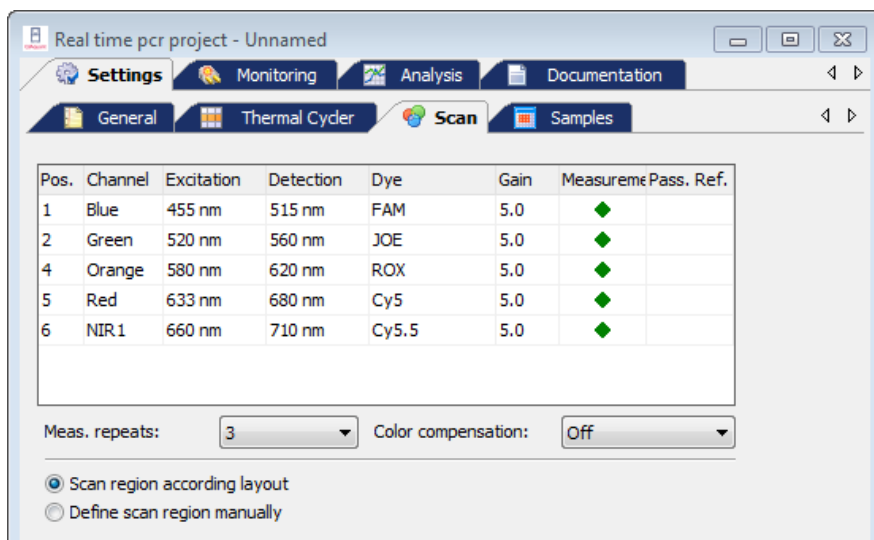 Real time pcr project - Unnamed
Settings Monitoring Analysis Documentation
General Thermal Cycler Scan Samples
Pos. Channel Excitation Detection Dye Gain Measureme Pass. Ref.
1 Blue 455 nm 515 nm FAM 5.0
2 Green 520 nm 560 nm JOE 5.0
4 Orange 580 nm 620 nm ROX 5.0
5 Red 633 nm 680 nm Cy5 5.0
6 NIR1 660 nm 710 nm Cy5.5 5.0
Meas. repeats: 3 Color compensation: Off
Scan region according layout
Define scan region manually